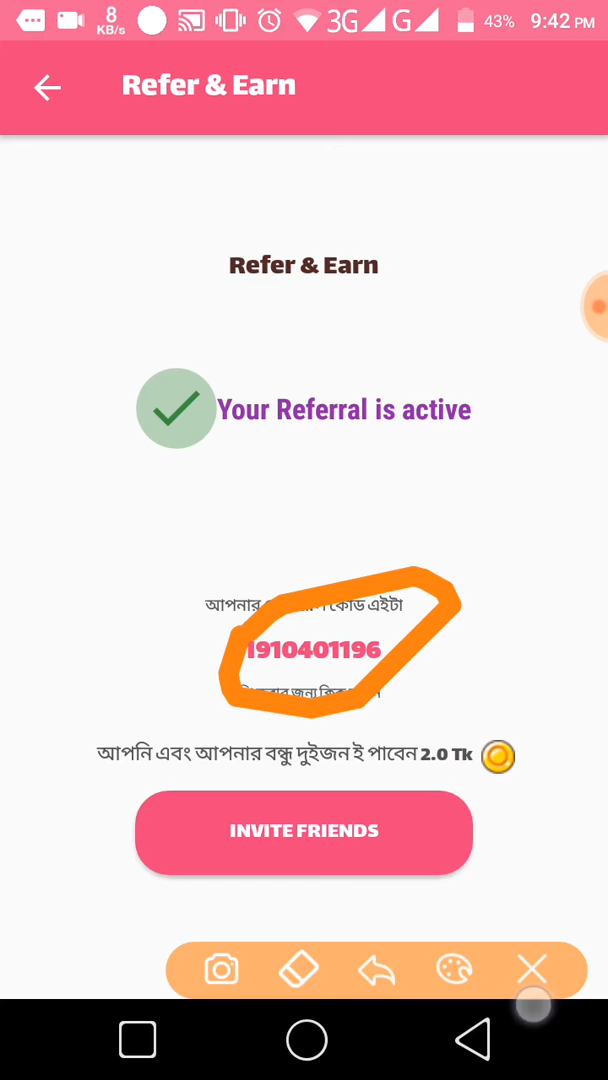 8
KB/s
3G
G
43%
9:42 PM
Refer & Earn
Refer & Earn
Your Referral is active
আপনার কোড এইটা
1910401196
জন্য
আপনি এবং আপনার বন্ধু দুইজন ই পাবেন 2.0 Tk
INVITE FRIENDS